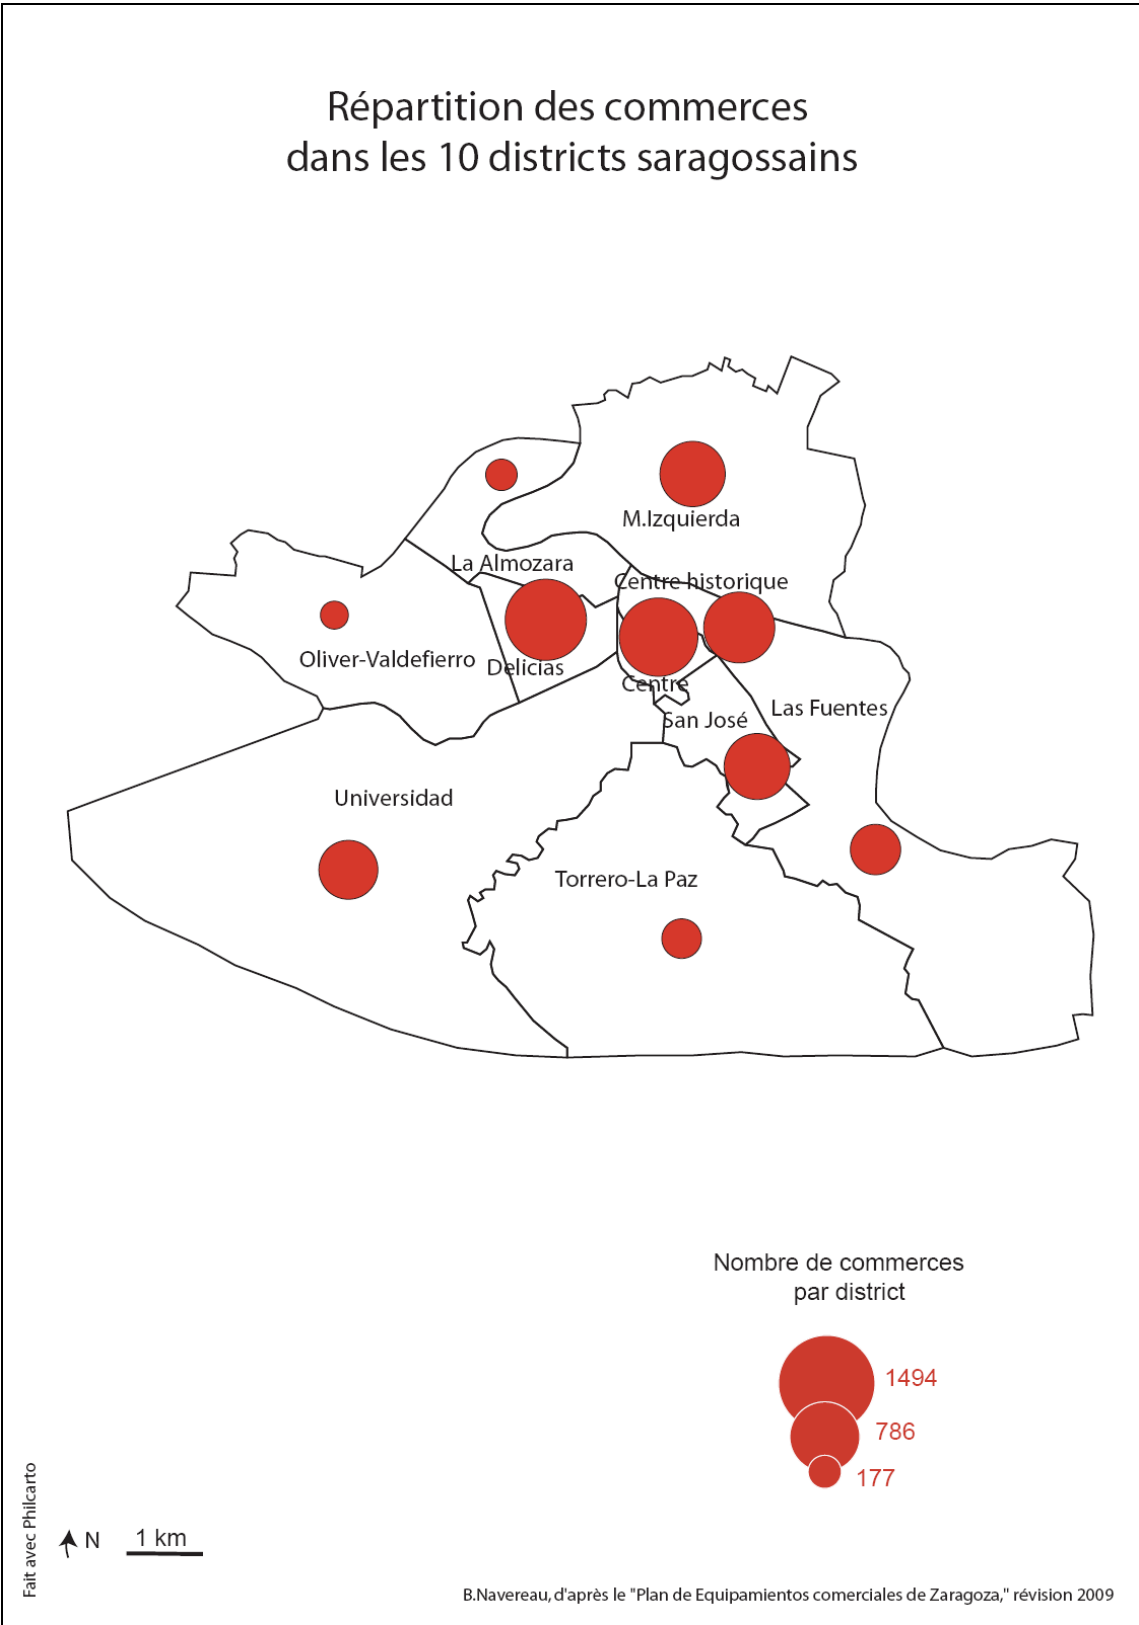 Répartition des commerces
dans les 10 districts saragossains
M.Izquierda
La Almozara
Centre historique
Oliver-Valdefierro
Delicias
Centre
San José
Las Fuentes
Universidad
Torrero-La Paz
Nombre de commerces
par district
1494
786
177
Fait avec Philcarto
N
1 km
B.Navereau, d'après le "Plan de Equipamientos comerciales de Zaragoza," révision 2009